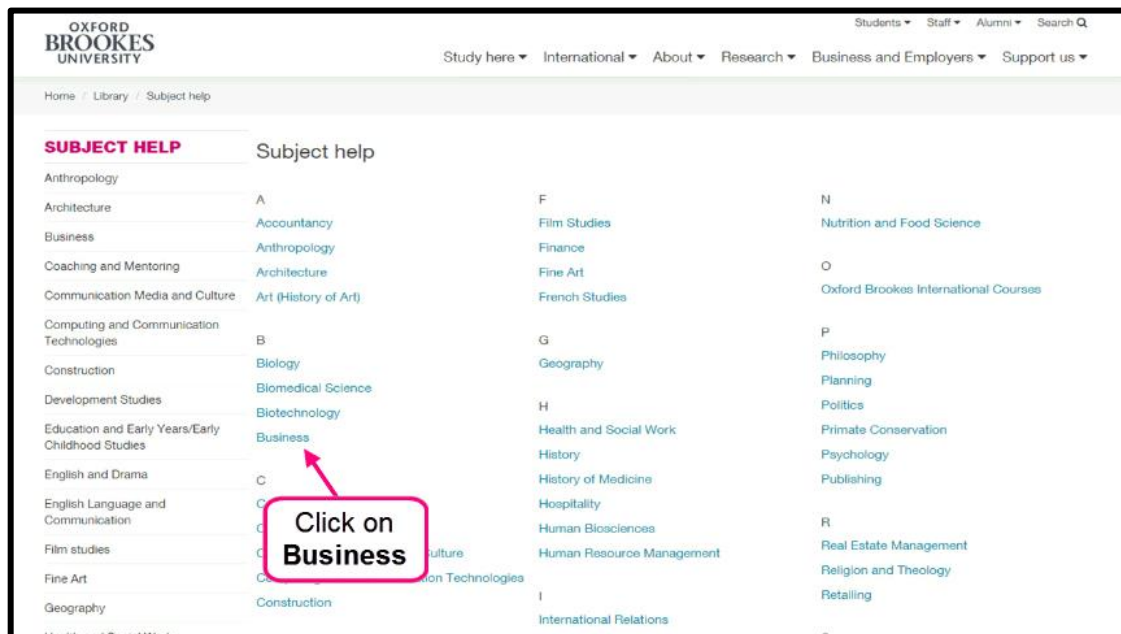 OXFORD
BROOKES
UNIVERSITY
Students Staff Alumni Search
Study here International About Research Business and Employers Support us
Home / Library / Subject help
SUBJECT HELP
Anthropology
Architecture
Business
Coaching and Mentoring
Communication Media and Culture
Computing and Communication
Technologies
Construction
Development Studies
Education and Early Years/Early
Childhood Studies
English and Drama
English Language and
Communication
Film studies
Fine Art
Geography
Subject help
A
Accountancy
Anthropology
Architecture
Art (History of Art)
B
Biology
Biomedical Science
Biotechnology
Business
C
Construction
Click on
Business
F
Film Studies
Finance
Fine Art
French Studies
G
Geography
H
Health and Social Work
History
History of Medicine
Hospitality
Human Biosciences
Human Resource Management
I
International Relations
N
Nutrition and Food Science
O
Oxford Brookes International Courses
P
Philosophy
Planning
Politics
Primate Conservation
Psychology
Publishing
R
Real Estate Management
Religion and Theology
Retailing